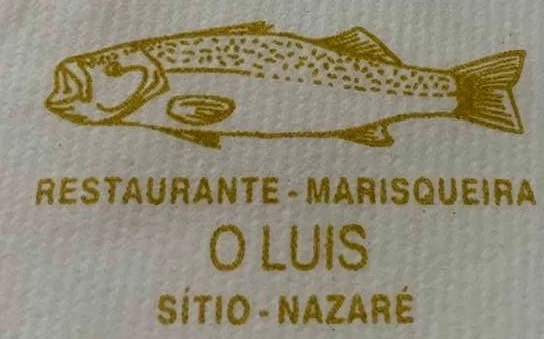 RESTAURANTE - MARISQUEIRA
O LUIS
SÍTIO - NAZARÉ